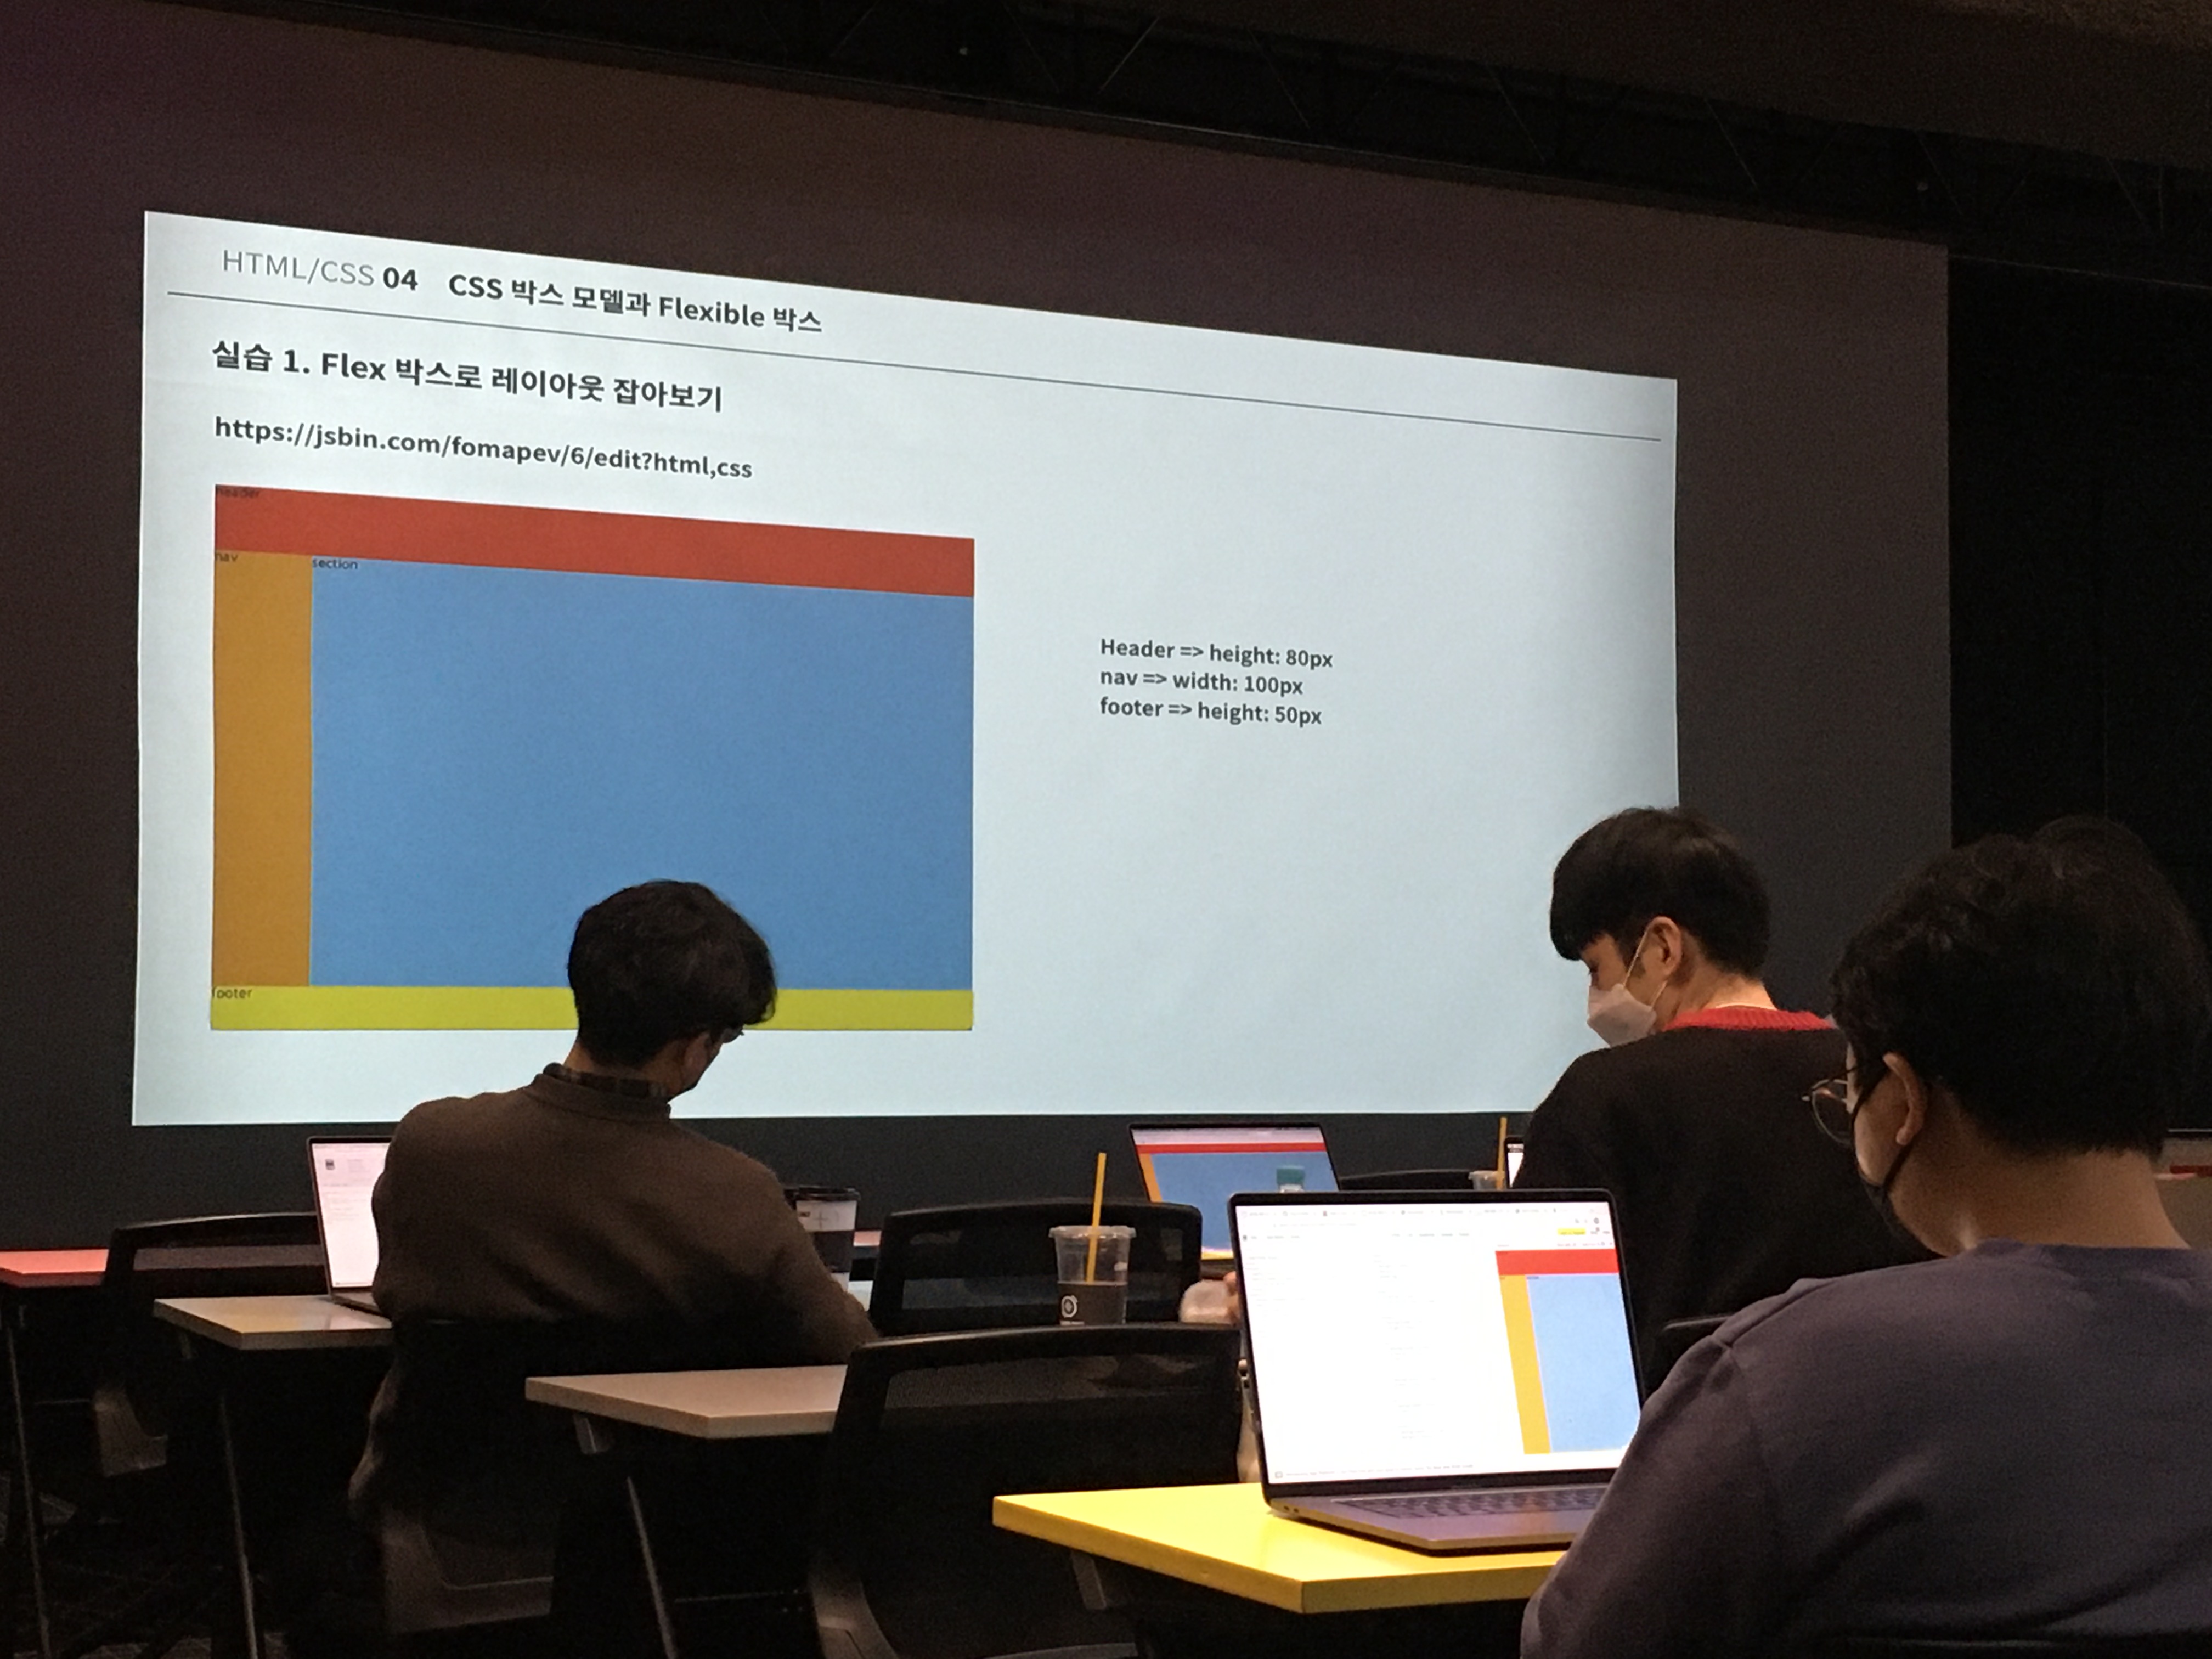 HTML/CSS 04 CSS 박스 모델과 Flexible 박스
실습 1. Flex 박스로 레이아웃 잡아보기
https://jsbin.com/fomapev/6/edit?html,css
header
nav
section
footer
Header => height: 80px
nav => width: 100px
footer => height: 50px